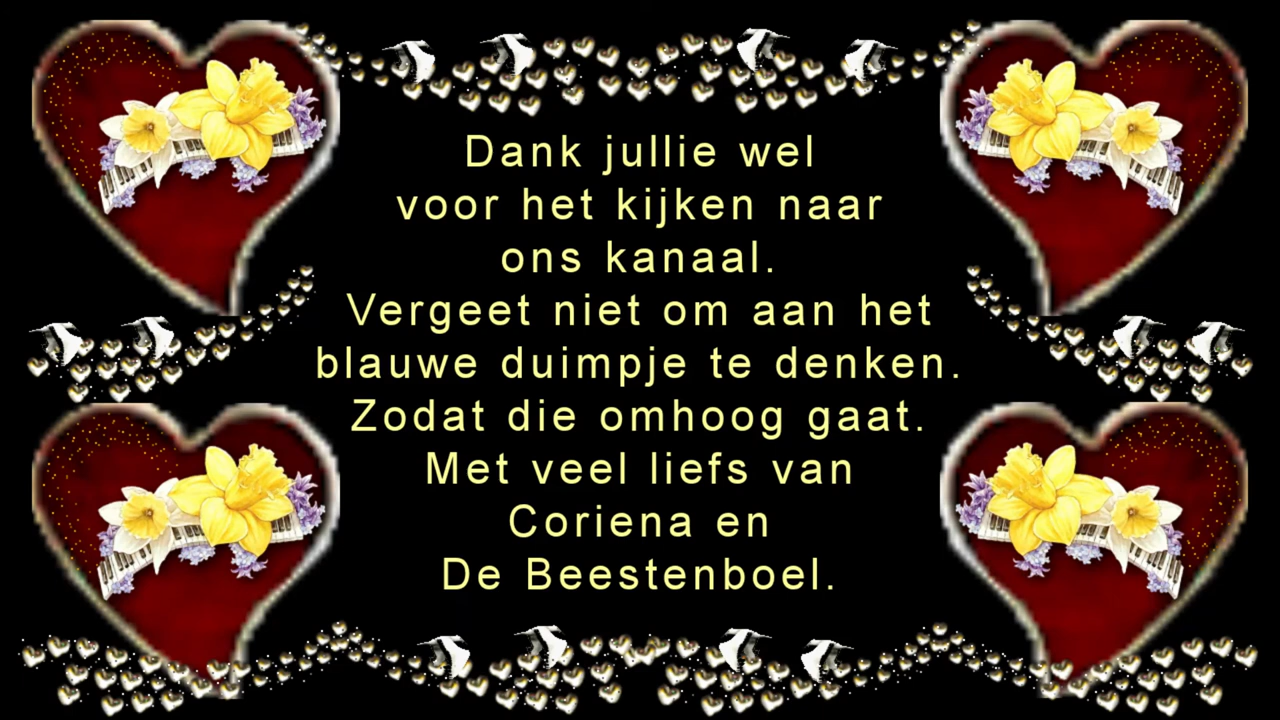 Dank jullie wel
voor het kijken naar
ons kanaal.
Vergeet niet om aan het
blauwe duimpje te denken.
Zodat die omhoog gaat.
Met veel liefs van
Coriena en
De Beestenboel.